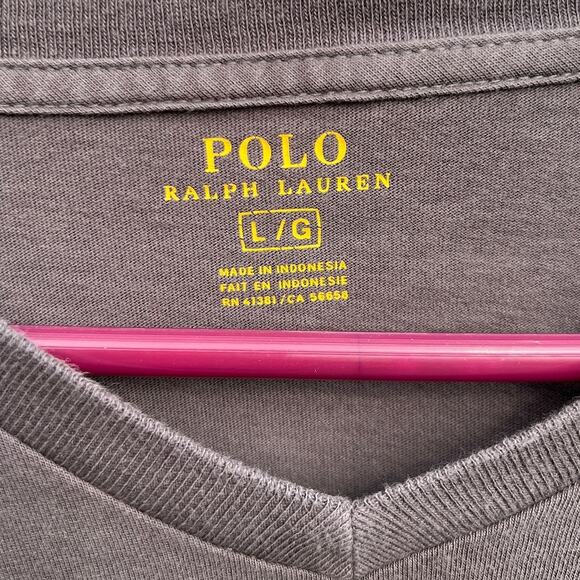 POLO
RALPH LAUREN
L/G
MADE IN INDONESIA
FAIT EN INDONESIE
RN 41381/CA 56658